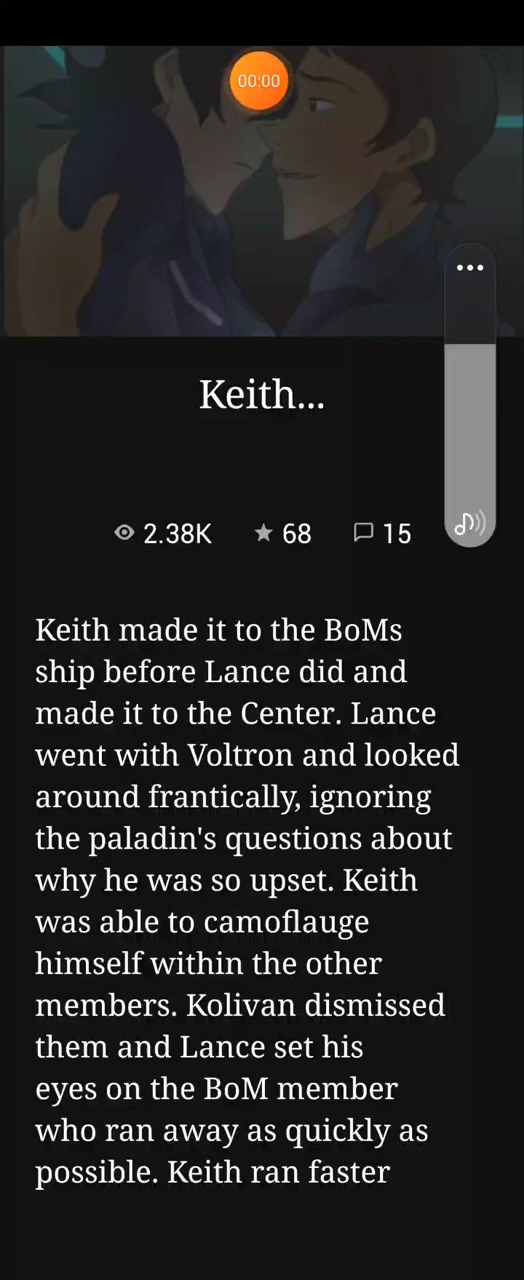 00:00
Keith...
2.38K 68 15
Keith made it to the BoMs
ship before Lance did and
made it to the Center. Lance
went with Voltron and looked
around frantically, ignoring
the paladin's questions about
why he was so upset. Keith
was able to camoflauge
himself within the other
members. Kolivan dismissed
them and Lance set his
eyes on the BoM member
who ran away as quickly as
possible. Keith ran faster